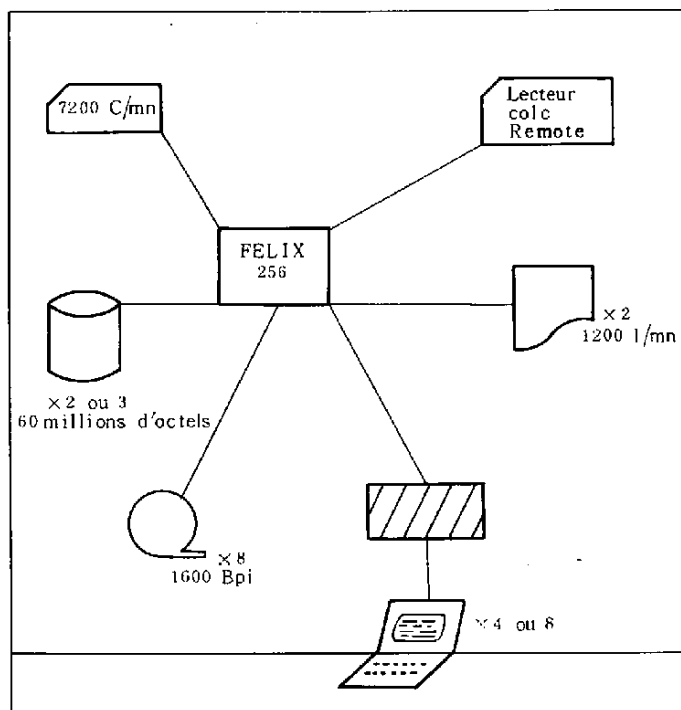 7200 C/mn
Lecteur
colc
Remote
FELIX
256
×2
1200 l/mn
×2 ou 3
60 millions d'octels
×8
1600 Bpi
×4 ou 8